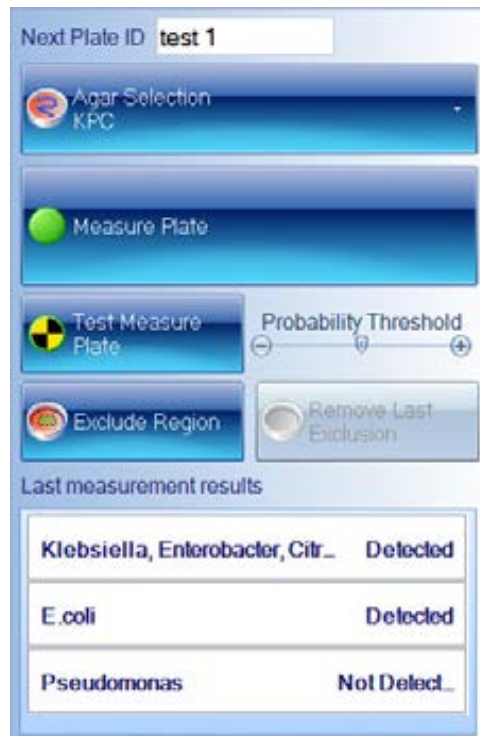 Next Plate ID test 1
Agar Selection
KPC
Measure Plate
Test Measure
Plate
Probability Threshold
Exclude Region
Remove Last
Exclusion
Last measurement results
Klebsiella, Enterobacter, Citr... Detected
E.coli Detected
Pseudomonas Not Detect...